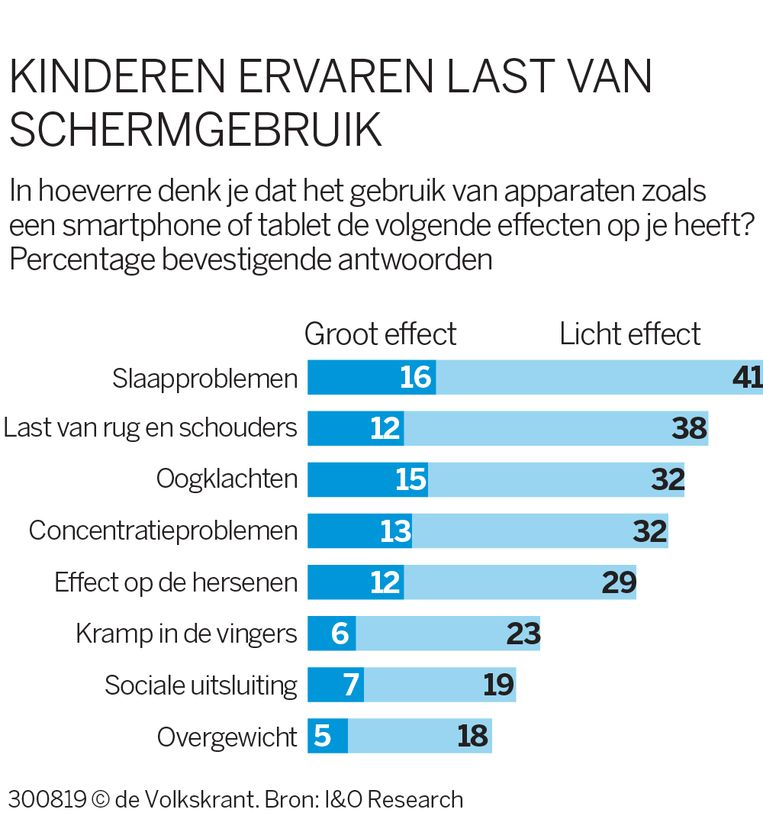 KINDEREN ERVAREN LAST VAN
SCHERMGEBRUIK
In hoeverre denk je dat het gebruik van apparaten zoals
een smartphone of tablet de volgende effecten op je heeft?
Percentage bevestigende antwoorden
Groot effect Licht effect
Slaapproblemen 16 41
Last van rug en schouders 12 38
Oogklachten 15 32
Concentratieproblemen 13 32
Effect op de hersenen 12 29
Kramp in de vingers 6 23
Sociale uitsluiting 7 19
Overgewicht 5 18
300819 © de Volkskrant. Bron: I&O Research